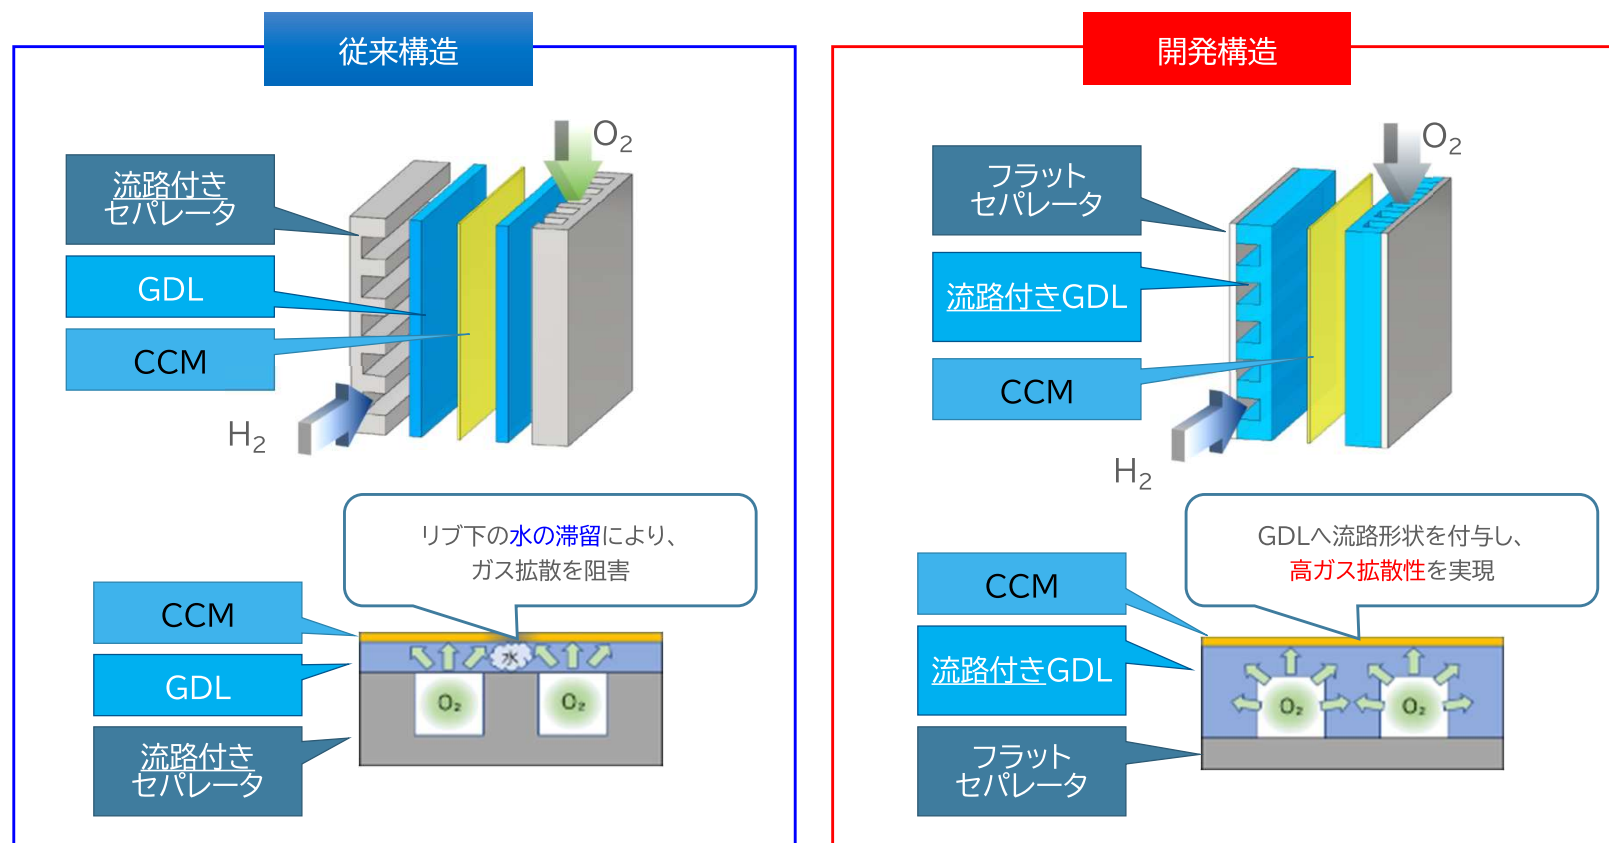 従来構造
O₂
流路付き
セパレータ
GDL
CCM
H₂
リブ下の水の滞留により、
ガス拡散を阻害
CCM
GDL
流路付き
セパレータ
水
O₂
O₂
開発構造
O₂
フラット
セパレータ
流路付きGDL
CCM
H₂
GDLへ流路形状を付与し、
高ガス拡散性を実現
CCM
流路付きGDL
フラット
セパレータ
O₂
O₂